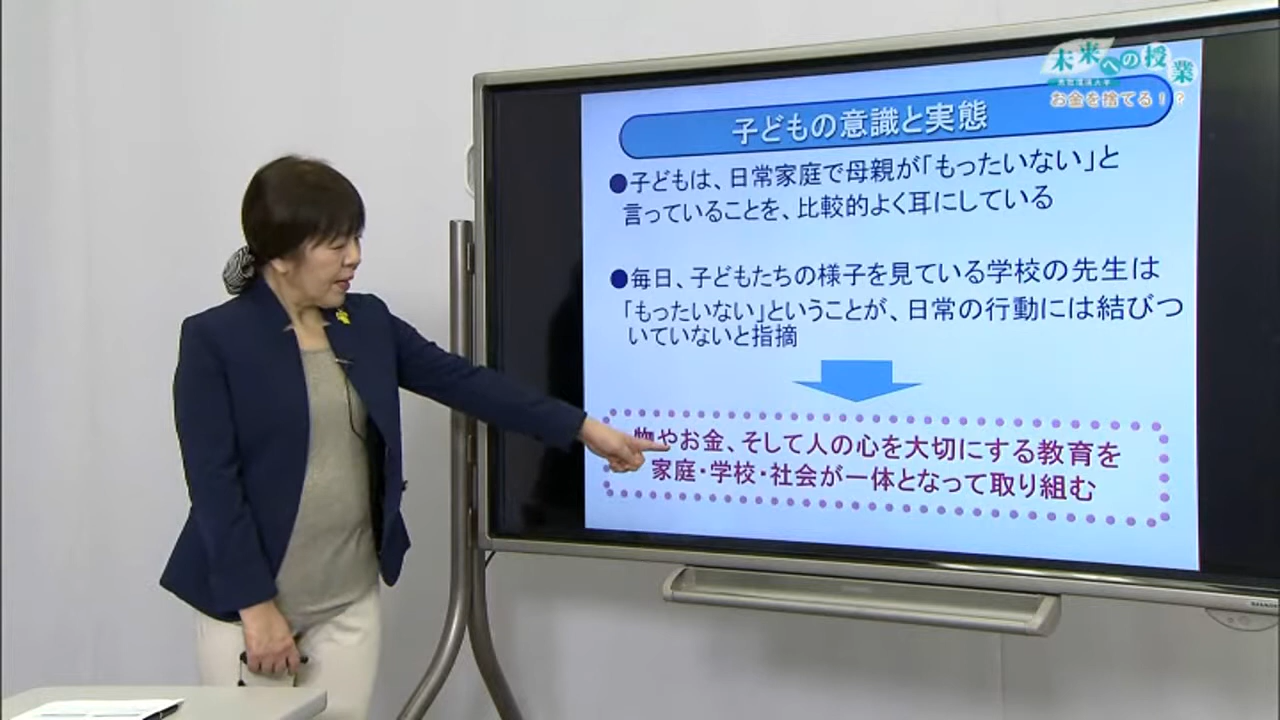 未来への授業
お金を捨てる！？
子どもの意識と実態
●子どもは、日常家庭で母親が「もったいない」と
言っていることを、比較的よく耳にしている
●毎日、子どもたちの様子を見ている学校の先生は
「もったいない」ということが、日常の行動には結びつ
いていないと指摘
物やお金、そして人の心を大切にする教育を
家庭・学校・社会が一体となって取り組む